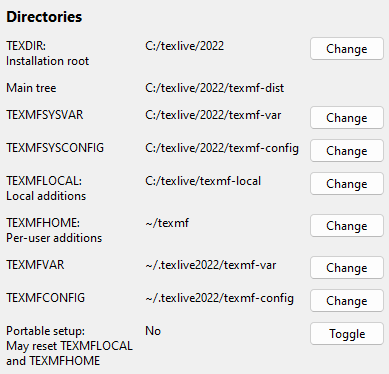 Directories
TEXDIR: C:/texlive/2022 Change
Installation root
Main tree C:/texlive/2022/texmf-dist
TEXMFSYSVAR C:/texlive/2022/texmf-var Change
TEXMFSYSCONFIG C:/texlive/2022/texmf-config Change
TEXMFLOCAL: C:/texlive/texmf-local Change
Local additions
TEXMFHOME: ~/texmf Change
Per-user additions
TEXMFVAR ~/.texlive2022/texmf-var Change
TEXMFCONFIG ~/.texlive2022/texmf-config Change
Portable setup: No Toggle
May reset TEXMFLOCAL
and TEXMFHOME